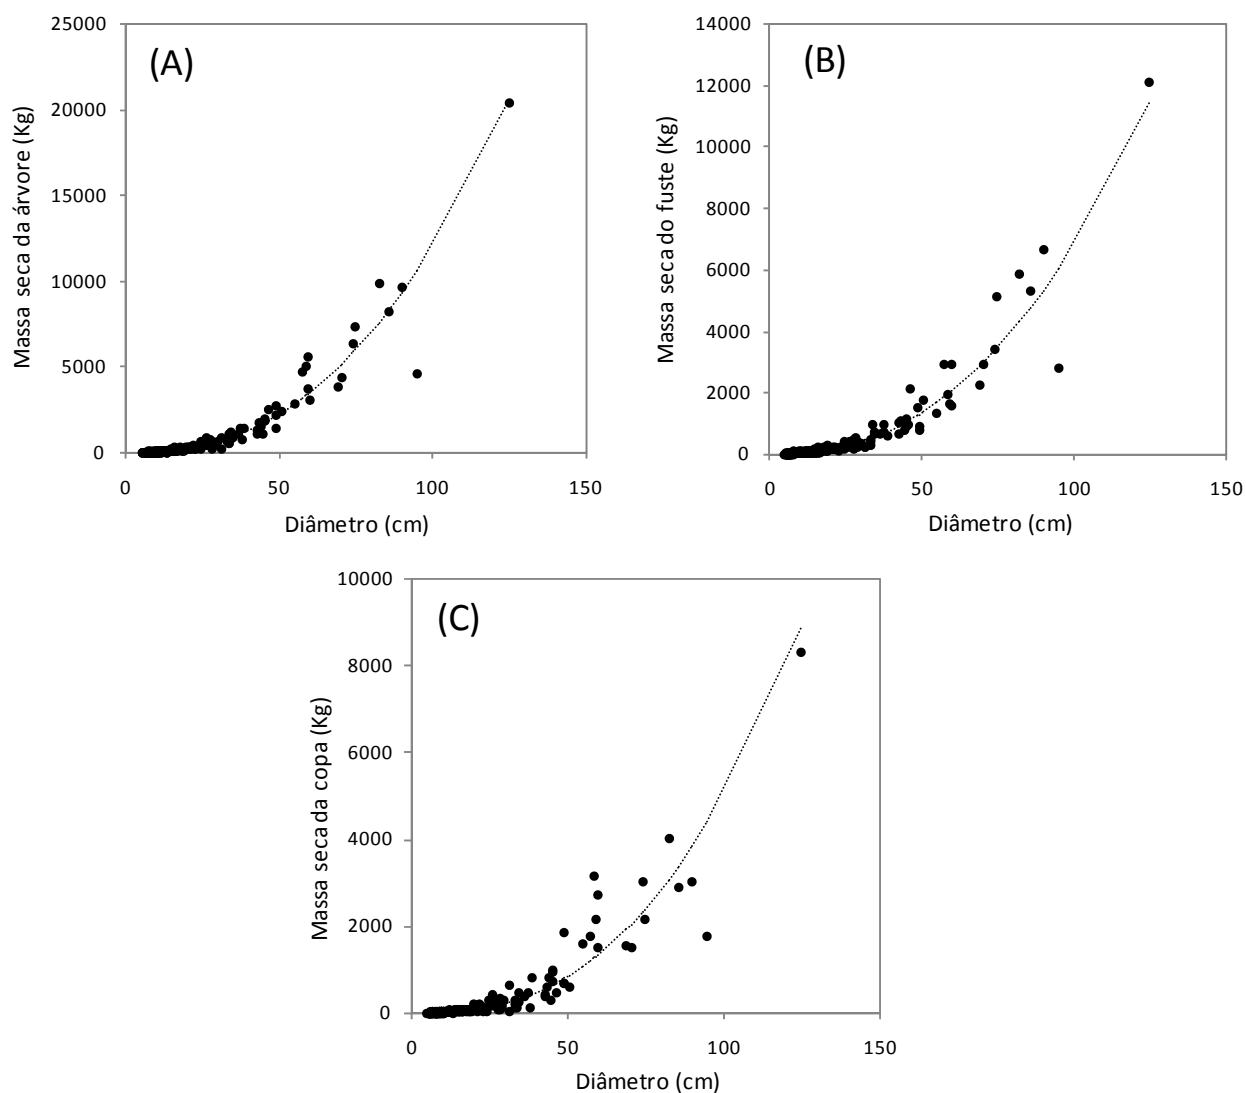 (A)
Massa seca da árvore (Kg)
25000
20000
15000
10000
5000
0
0 50 100 150
Diâmetro (cm)
(B)
Massa seca do fuste (Kg)
14000
12000
10000
8000
6000
4000
2000
0
0 50 100 150
Diâmetro (cm)
(C)
Massa seca da copa (Kg)
10000
8000
6000
4000
2000
0
0 50 100 150
Diâmetro (cm)